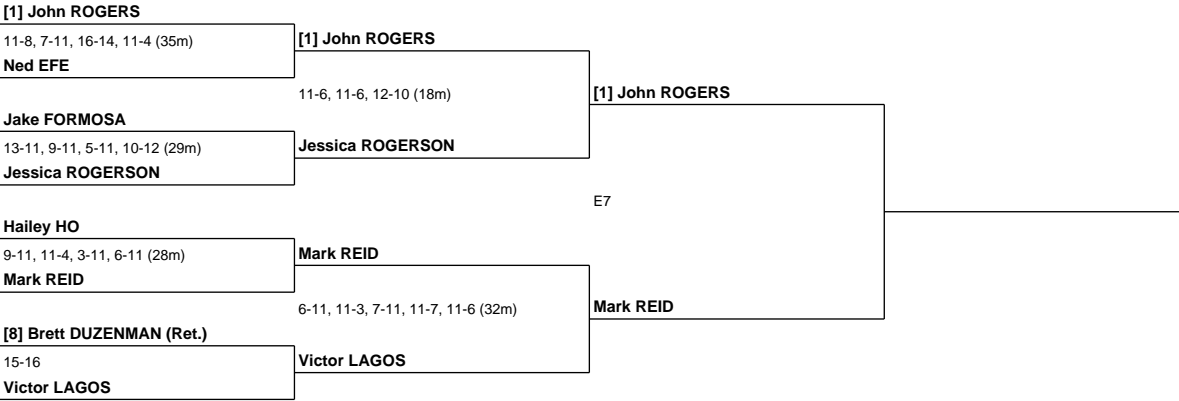 [1] John ROGERS
11-8, 7-11, 16-14, 11-4 (35m)
Ned EFE
[1] John ROGERS
11-6, 11-6, 12-10 (18m)
[1] John ROGERS
Jake FORMOSA
13-11, 9-11, 5-11, 10-12 (29m)
Jessica ROGERSON
Jessica ROGERSON
E7
Hailey HO
9-11, 11-4, 3-11, 6-11 (28m)
Mark REID
Mark REID
6-11, 11-3, 7-11, 11-7, 11-6 (32m)
Mark REID
[8] Brett DUZENMAN (Ret.)
15-16
Victor LAGOS
Victor LAGOS